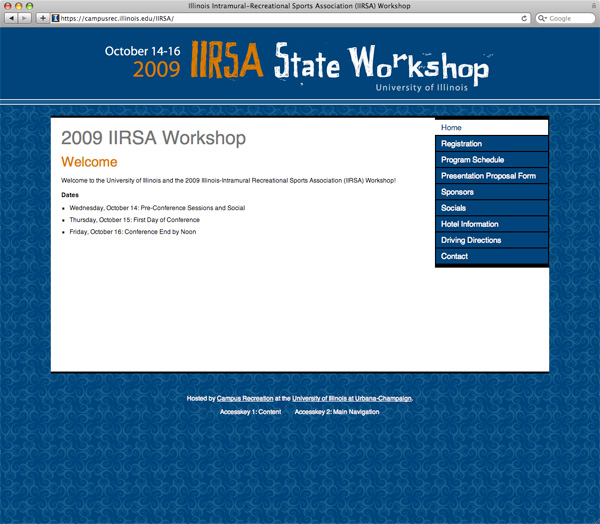 Illinois Intramural-Recreational Sports Association (IIRSA) Workshop
https://campusrec.illinois.edu/IIRSA/
Google
October 14-16
2009 IIRSA State Workshop
University of Illinois
2009 IIRSA Workshop
Welcome
Welcome to the University of Illinois and the 2009 Illinois-Intramural Recreational Sports Association (IIRSA) Workshop!
Dates
Wednesday, October 14: Pre-Conference Sessions and Social
Thursday, October 15: First Day of Conference
Friday, October 16: Conference End by Noon
Home
Registration
Program Schedule
Presentation Proposal Form
Sponsors
Socials
Hotel Information
Driving Directions
Contact
Hosted by Campus Recreation at the University of Illinois at Urbana-Champaign.
Accesskey 1: Content Accesskey 2: Main Navigation